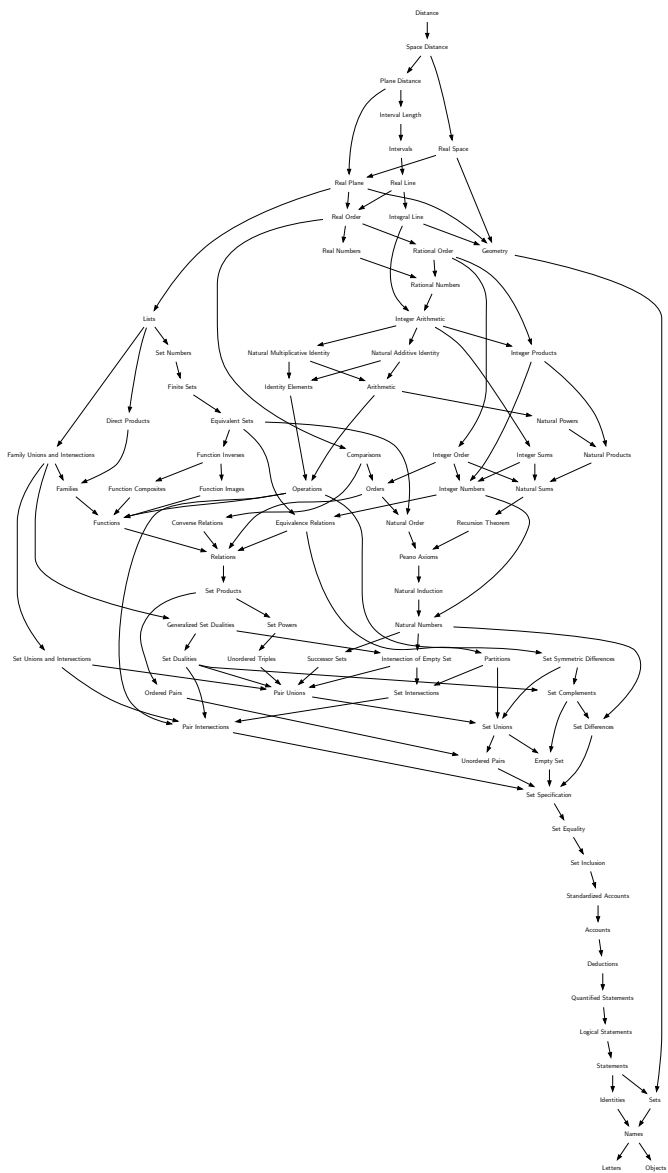 Distance
Space Distance
Plane Distance
Interval Length
Intervals Real Space
Real Plane Real Line
Real Order Integral Line
Real Numbers Rational Order Geometry
Rational Numbers
Lists Integer Arithmetic
Set Numbers Natural Multiplicative Identity Natural Additive Identity Integer Products
Finite Sets Identity Elements Arithmetic
Direct Products Equivalent Sets Natural Powers
Family Unions and Intersections Function Inverses Comparisons Integer Order Integer Sums Natural Products
Families Function Composites Function Images Operations Orders Integer Numbers Natural Sums
Functions Converse Relations Equivalence Relations Natural Order Recursion Theorem
Relations Peano Axioms
Set Products Natural Induction
Generalized Set Dualities Set Powers Natural Numbers
Set Unions and Intersections Set Dualities Unordered Triples Successor Sets Intersection of Empty Set Partitions Set Symmetric Differences
Ordered Pairs Pair Unions Set Intersections Set Complements
Pair Intersections Set Unions Set Differences
Unordered Pairs Empty Set
Set Specification
Set Equality
Set Inclusion
Standardized Accounts
Accounts
Deductions
Quantified Statements
Logical Statements
Statements
Identities Sets
Names
Letters Objects